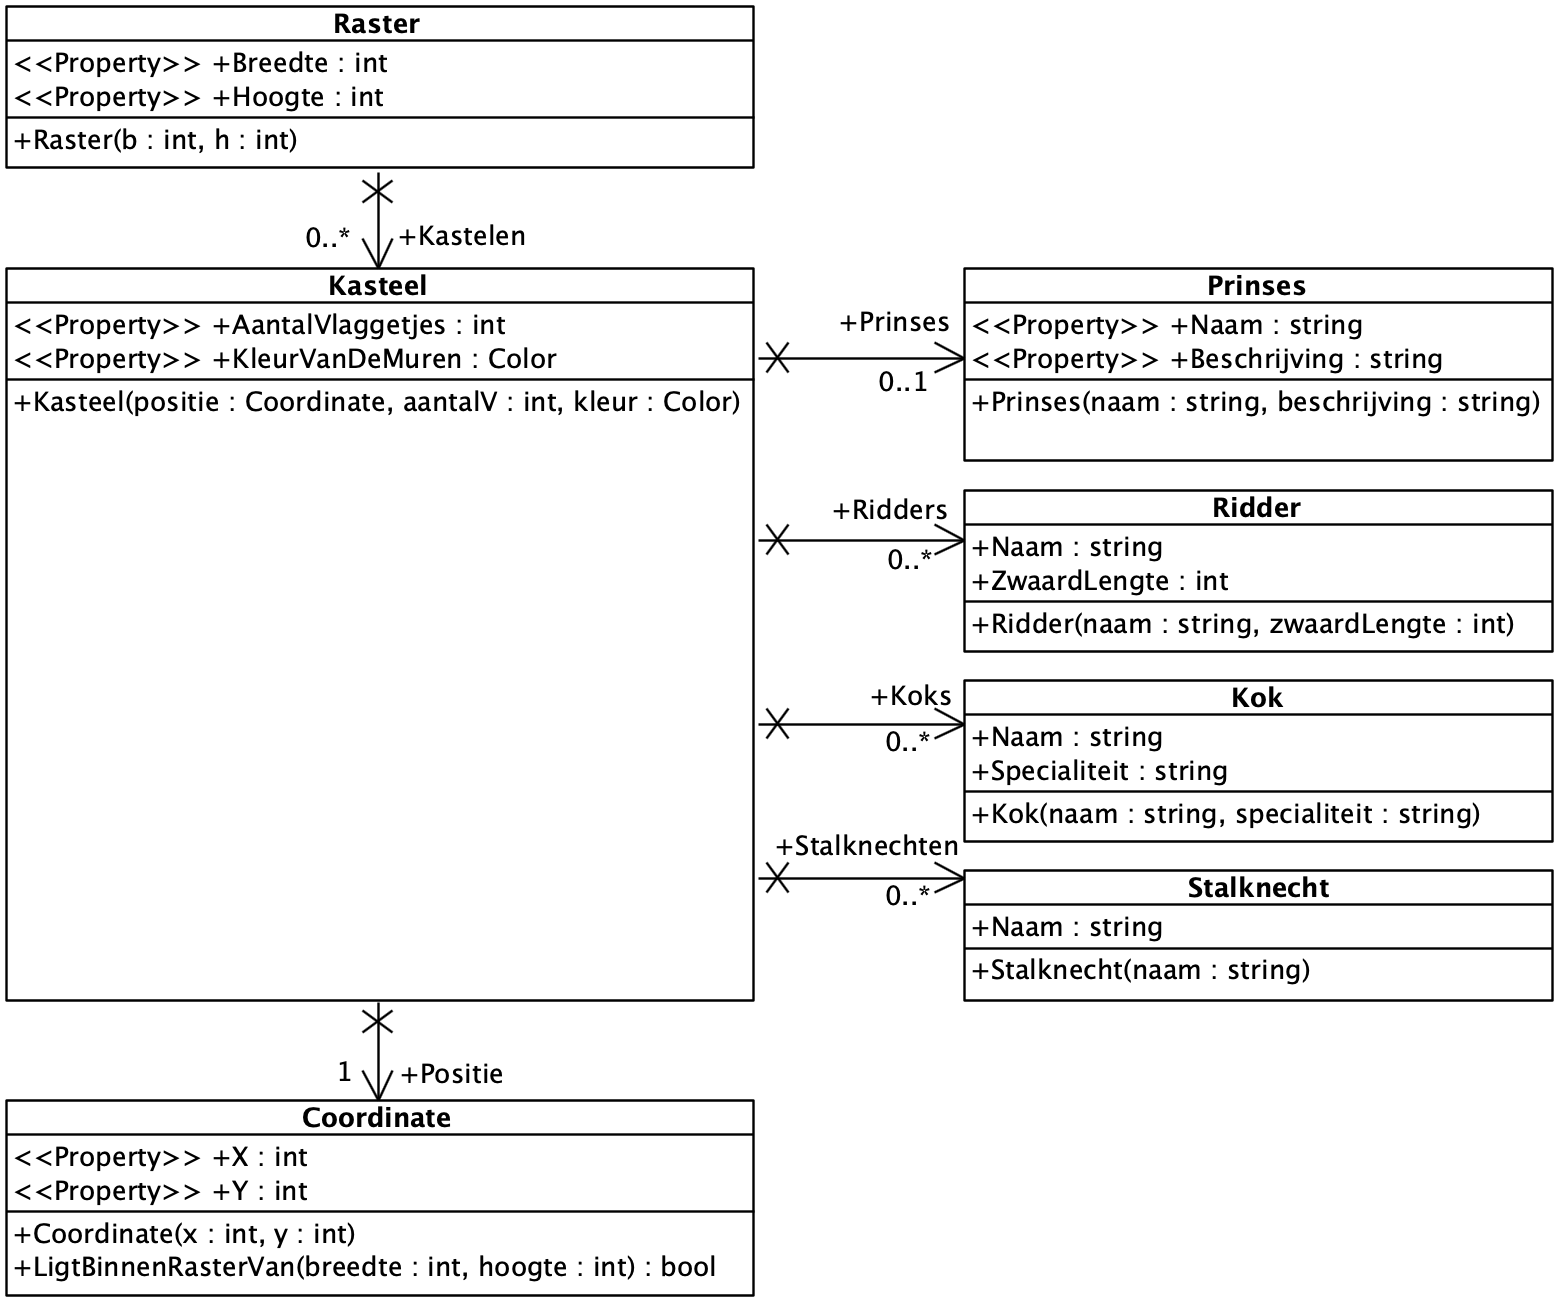 Raster
<<Property>> +Breedte : int
<<Property>> +Hoogte : int
+Raster(b : int, h : int)
0..* +Kastelen
Kasteel
<<Property>> +AantalVlaggetjes : int
<<Property>> +KleurVanDeMuren : Color
+Kasteel(positie : Coordinate, aantalV : int, kleur : Color)
+Prinses
0..1
Prinses
<<Property>> +Naam : string
<<Property>> +Beschrijving : string
+Prinses(naam : string, beschrijving : string)
+Ridders
0..*
Ridder
+Naam : string
+ZwaardLengte : int
+Ridder(naam : string, zwaardLengte : int)
+Koks
0..*
Kok
+Naam : string
+Specialiteit : string
+Kok(naam : string, specialiteit : string)
+Stalknechten
0..*
Stalknecht
+Naam : string
+Stalknecht(naam : string)
1 +Positie
Coordinate
<<Property>> +X : int
<<Property>> +Y : int
+Coordinate(x : int, y : int)
+LigtBinnenRasterVan(breedte : int, hoogte : int) : bool